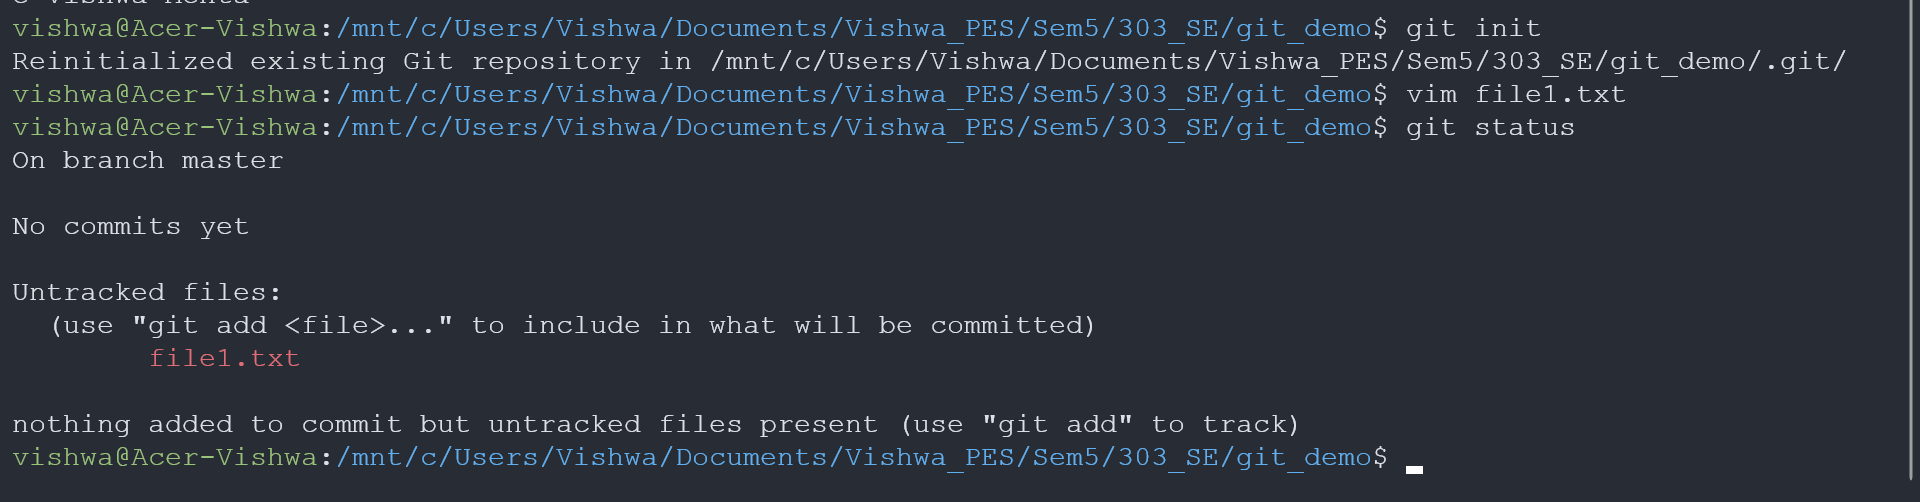 vishwa@Acer-Vishwa:/mnt/c/Users/Vishwa/Documents/Vishwa_PES/Sem5/303_SE/git_demo$ git init
Reinitialized existing Git repository in /mnt/c/Users/Vishwa/Documents/Vishwa_PES/Sem5/303_SE/git_demo/.git/
vishwa@Acer-Vishwa:/mnt/c/Users/Vishwa/Documents/Vishwa_PES/Sem5/303_SE/git_demo$ vim file1.txt
vishwa@Acer-Vishwa:/mnt/c/Users/Vishwa/Documents/Vishwa_PES/Sem5/303_SE/git_demo$ git status
On branch master
No commits yet
Untracked files:
  (use "git add <file>..." to include in what will be committed)
        file1.txt
nothing added to commit but untracked files present (use "git add" to track)
vishwa@Acer-Vishwa:/mnt/c/Users/Vishwa/Documents/Vishwa_PES/Sem5/303_SE/git_demo$